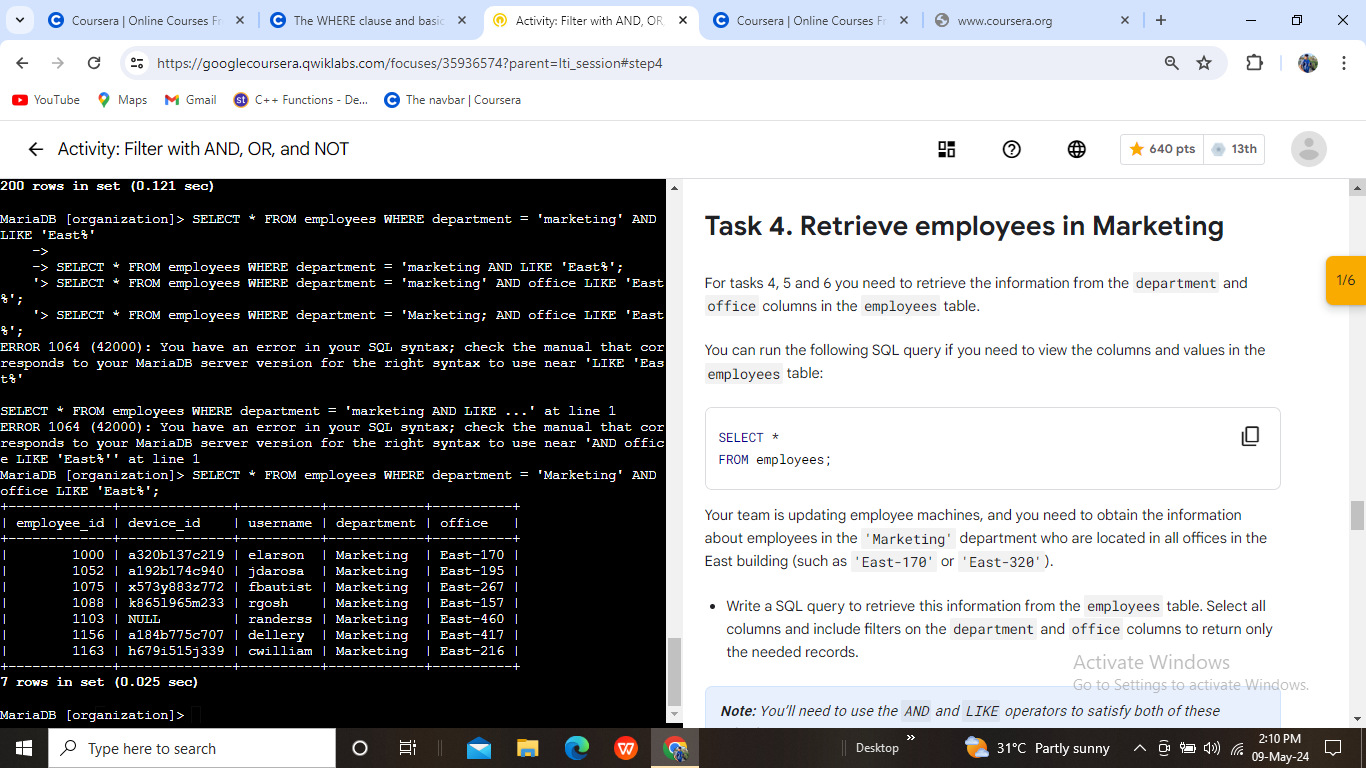 Coursera | Online Courses Fr
The WHERE clause and basic
Activity: Filter with AND, OR,
Coursera | Online Courses Fr
www.coursera.org
https://googlecoursera.qwiklabs.com/focuses/35936574?parent=lti_session#step4
YouTube
Maps
Gmail
st
C++ Functions - De...
The navbar | Coursera
Activity: Filter with AND, OR, and NOT
640 pts
13th
200 rows in set (0.121 sec)
MariaDB [organization]> SELECT * FROM employees WHERE department = 'marketing' AND
LIKE 'East%'
    ->
    -> SELECT * FROM employees WHERE department = 'marketing AND LIKE 'East%';
    '> SELECT * FROM employees WHERE department = 'marketing' AND office LIKE 'East
%';
    '> SELECT * FROM employees WHERE department = 'Marketing; AND office LIKE 'East
%';
ERROR 1064 (42000): You have an error in your SQL syntax; check the manual that cor
responds to your MariaDB server version for the right syntax to use near 'LIKE 'Eas
t%'
SELECT * FROM employees WHERE department = 'marketing AND LIKE ...' at line 1
ERROR 1064 (42000): You have an error in your SQL syntax; check the manual that cor
responds to your MariaDB server version for the right syntax to use near 'AND offic
e LIKE 'East%'' at line 1
MariaDB [organization]> SELECT * FROM employees WHERE department = 'Marketing' AND
office LIKE 'East%';
+-------------+--------------+----------+------------+----------+
| employee_id | device_id    | username | department | office   |
+-------------+--------------+----------+------------+----------+
|        1000 | a320b137c219 | elarson  | Marketing  | East-170 |
|        1052 | a192b174c940 | jdarosa  | Marketing  | East-195 |
|        1075 | x573y883z772 | fbautist | Marketing  | East-267 |
|        1088 | k865l965m233 | rgosh    | Marketing  | East-157 |
|        1103 | NULL         | randerss | Marketing  | East-460 |
|        1156 | a184b775c707 | dellery  | Marketing  | East-417 |
|        1163 | h679i515j339 | cwilliam | Marketing  | East-216 |
+-------------+--------------+----------+------------+----------+
7 rows in set (0.025 sec)
MariaDB [organization]>
Task 4. Retrieve employees in Marketing
For tasks 4, 5 and 6 you need to retrieve the information from the department and
office columns in the employees table.
You can run the following SQL query if you need to view the columns and values in the
employees table:
SELECT *
FROM employees;
Your team is updating employee machines, and you need to obtain the information
about employees in the 'Marketing' department who are located in all offices in the
East building (such as 'East-170' or 'East-320').
• Write a SQL query to retrieve this information from the employees table. Select all
columns and include filters on the department and office columns to return only
the needed records.
Note: You'll need to use the AND and LIKE operators to satisfy both of these
1/6
Activate Windows
Go to Settings to activate Windows.
Type here to search
Desktop
31°C Partly sunny
2:10 PM
09-May-24